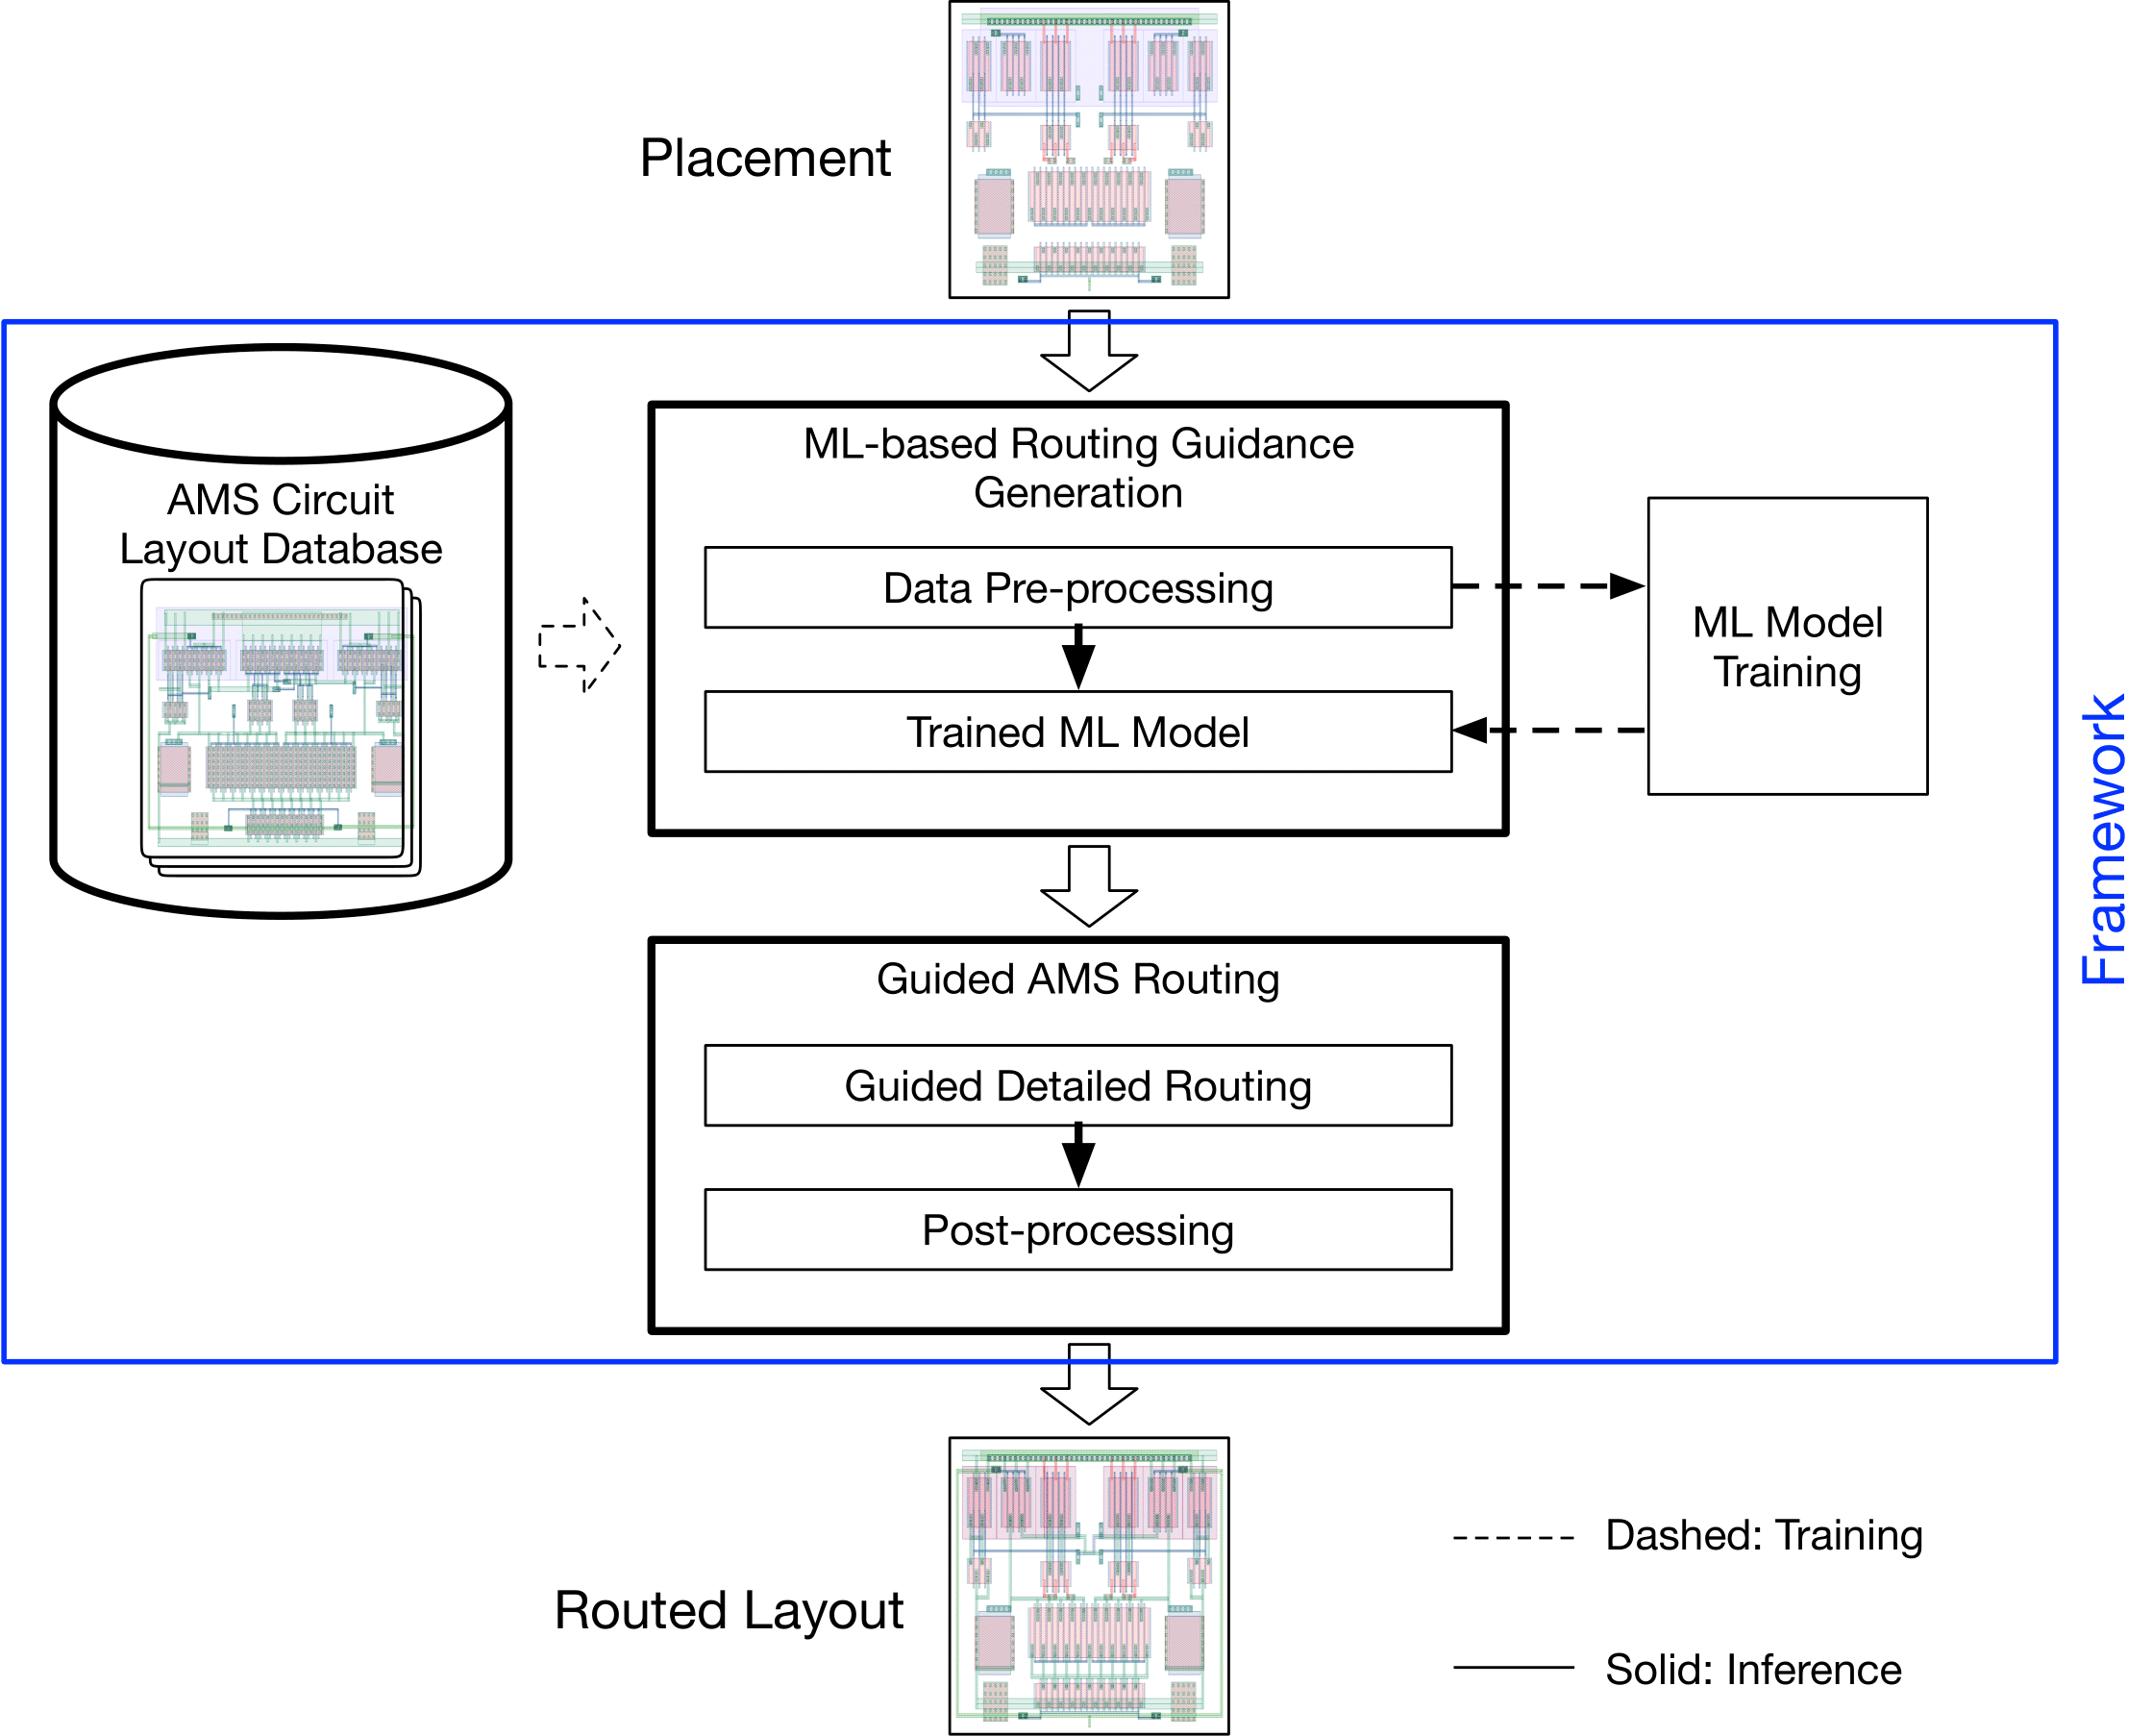 Placement
AMS Circuit
Layout Database
ML-based Routing Guidance
Generation
Data Pre-processing
Trained ML Model
ML Model
Training
Framework
Guided AMS Routing
Guided Detailed Routing
Post-processing
Routed Layout
Dashed: Training
Solid: Inference